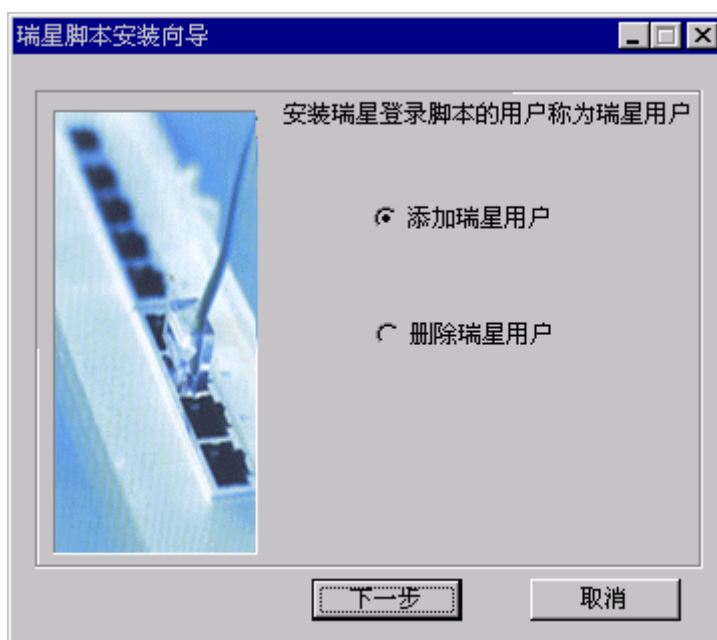 瑞星脚本安装向导
安装瑞星登录脚本的用户称为瑞星用户
添加瑞星用户
删除瑞星用户
下一步
取消